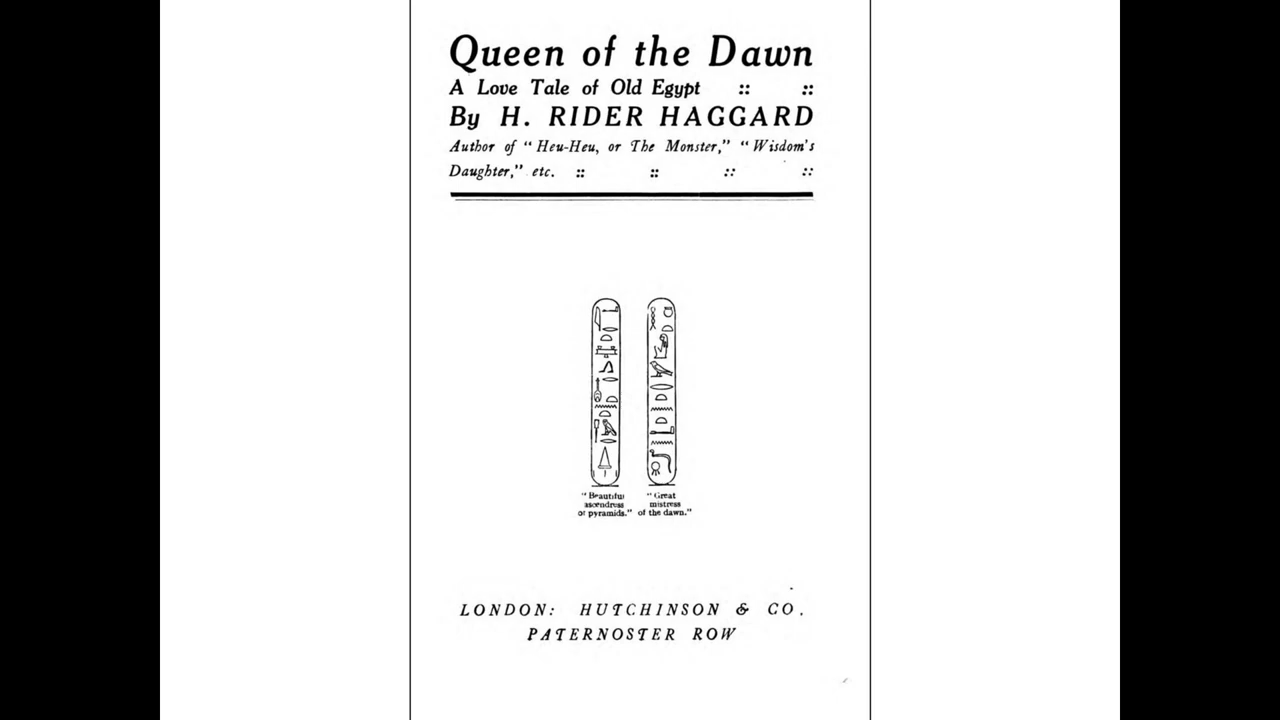 Queen of the Dawn
A Love Tale of Old Egypt :: ::
By H. RIDER HAGGARD
Author of "Heu-Heu, or The Monster," "Wisdom's
Daughter," etc. :: :: :: ::
"Beautiful
ascendress
of pyramids."
"Great
mistress
of the dawn."
LONDON: HUTCHINSON & CO.
PATERNOSTER ROW